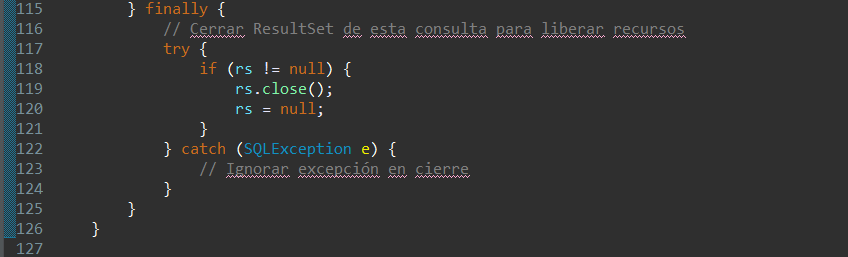 115 } finally {
116 // Cerrar ResultSet de esta consulta para liberar recursos
117 try {
118 if (rs != null) {
119 rs.close();
120 rs = null;
121 }
122 } catch (SQLException e) {
123 // Ignorar excepción en cierre
124 }
125 }
126 }
127